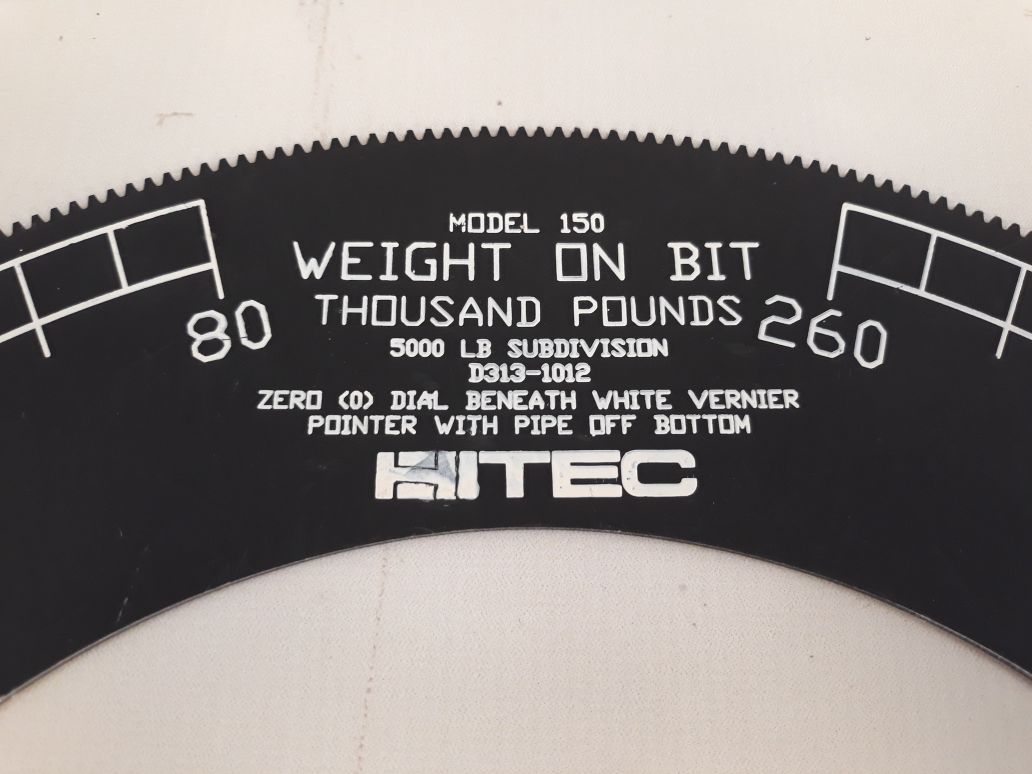 MODEL 150
WEIGHT ON BIT
THOUSAND POUNDS
80
260
5000 LB SUBDIVISION
D313-1012
ZERO (0) DIAL BENEATH WHITE VERNIER
POINTER WITH PIPE OFF BOTTOM
HITEC